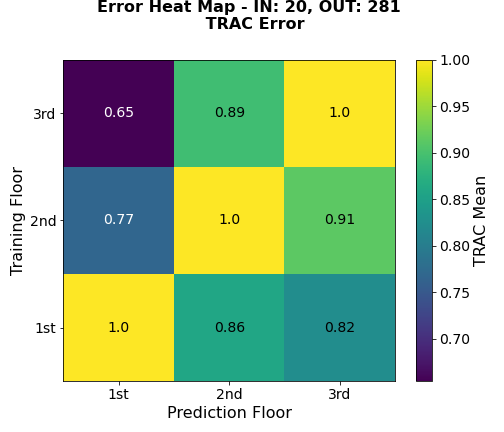 Error Heat Map - IN: 20, OUT: 281
TRAC Error
3rd 0.65 0.89 1.0
2nd 0.77 1.0 0.91
1st 1.0 0.86 0.82
1st 2nd 3rd
Prediction Floor
Training Floor
1.00
0.95
0.90
0.85
0.80
0.75
0.70
TRAC Mean